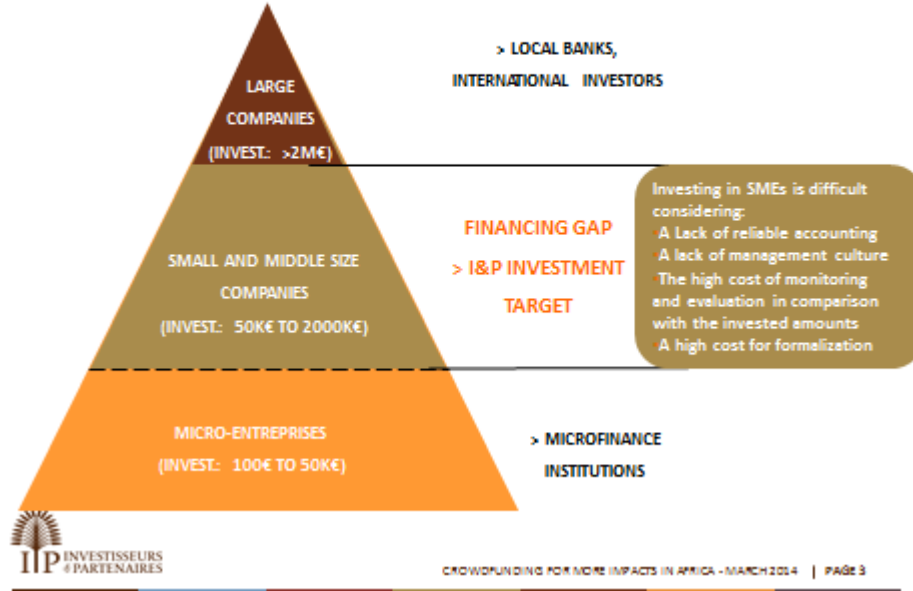 > LOCAL BANKS,
INTERNATIONAL INVESTORS
LARGE
COMPANIES
(INVEST.: >2M€)
FINANCING GAP
> I&P INVESTMENT
TARGET
Investing in SMEs is difficult
considering:
•A Lack of reliable accounting
•A lack of management culture
•The high cost of monitoring
and evaluation in comparison
with the invested amounts
•A high cost for formalization
SMALL AND MIDDLE SIZE
COMPANIES
(INVEST.: 50K€ TO 2000K€)
MICRO-ENTREPRISES
(INVEST.: 100€ TO 50K€)
> MICROFINANCE
INSTITUTIONS
I&P INVESTISSEURS
& PARTENAIRES
CROWDFUNDING FOR MORE IMPACTS IN AFRICA - MARCH 2014 | PAGE 3